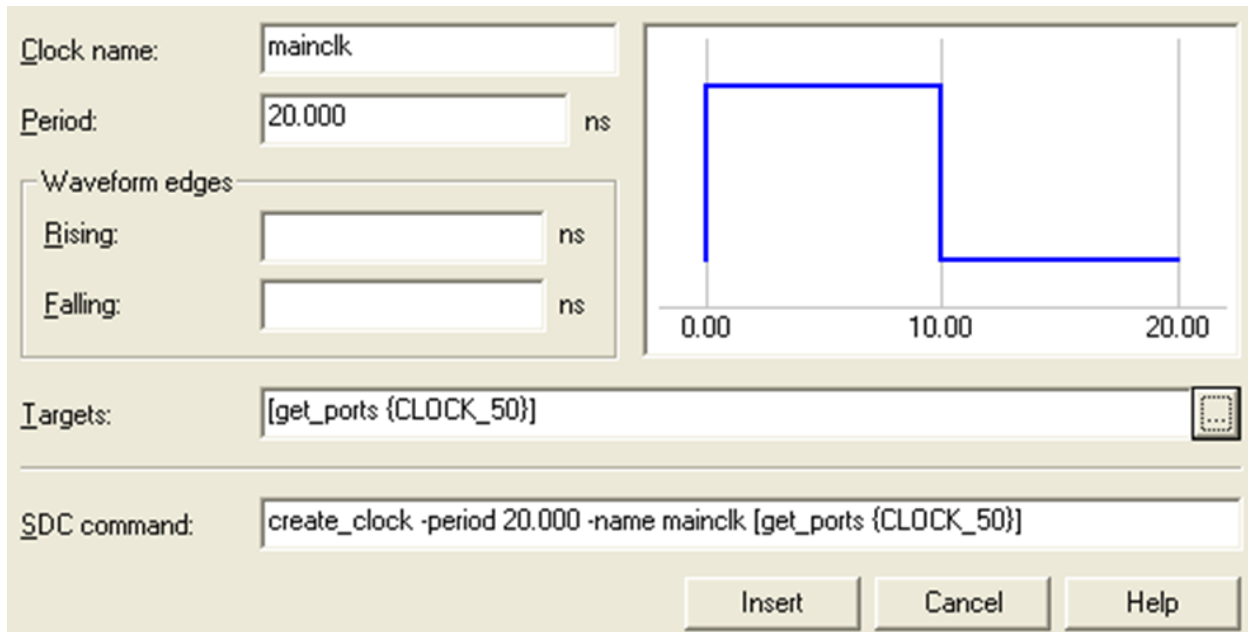 Clock name: mainclk
Period: 20.000 ns
Waveform edges
Rising: ns
Falling: ns
0.00 10.00 20.00
Targets: [get_ports {CLOCK_50}] ...
SDC command: create_clock -period 20.000 -name mainclk [get_ports {CLOCK_50}]
Insert Cancel Help